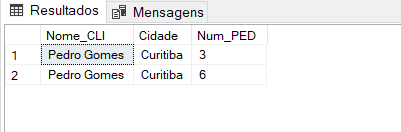 Resultados Mensagens
Nome_CLI Cidade Num_PED
1 Pedro Gomes Curitiba 3
2 Pedro Gomes Curitiba 6